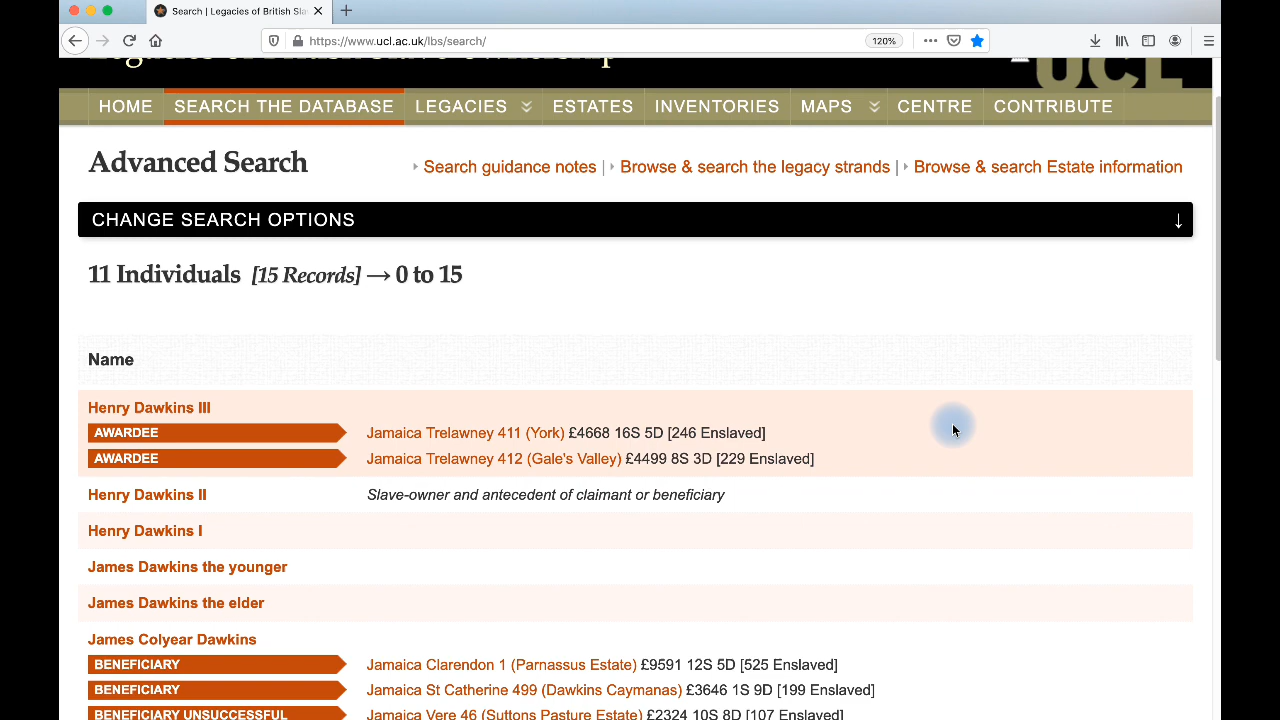 Search | Legacies of British Sla
https://www.ucl.ac.uk/lbs/search/
120%
Legacies of British Slave-ownership
UCL
HOME SEARCH THE DATABASE LEGACIES ESTATES INVENTORIES MAPS CENTRE CONTRIBUTE
Advanced Search
Search guidance notes | Browse & search the legacy strands | Browse & search Estate information
CHANGE SEARCH OPTIONS ↓
11 Individuals [15 Records] → 0 to 15
Name
Henry Dawkins III
AWARDEE Jamaica Trelawney 411 (York) £4668 16S 5D [246 Enslaved]
AWARDEE Jamaica Trelawney 412 (Gale's Valley) £4499 8S 3D [229 Enslaved]
Henry Dawkins II Slave-owner and antecedent of claimant or beneficiary
Henry Dawkins I
James Dawkins the younger
James Dawkins the elder
James Colyear Dawkins
BENEFICIARY Jamaica Clarendon 1 (Parnassus Estate) £9591 12S 5D [525 Enslaved]
BENEFICIARY Jamaica St Catherine 499 (Dawkins Caymanas) £3646 1S 9D [199 Enslaved]
BENEFICIARY UNSUCCESSFUL Jamaica Vere 46 (Suttons Pasture Estate) £2324 10S 8D [107 Enslaved]